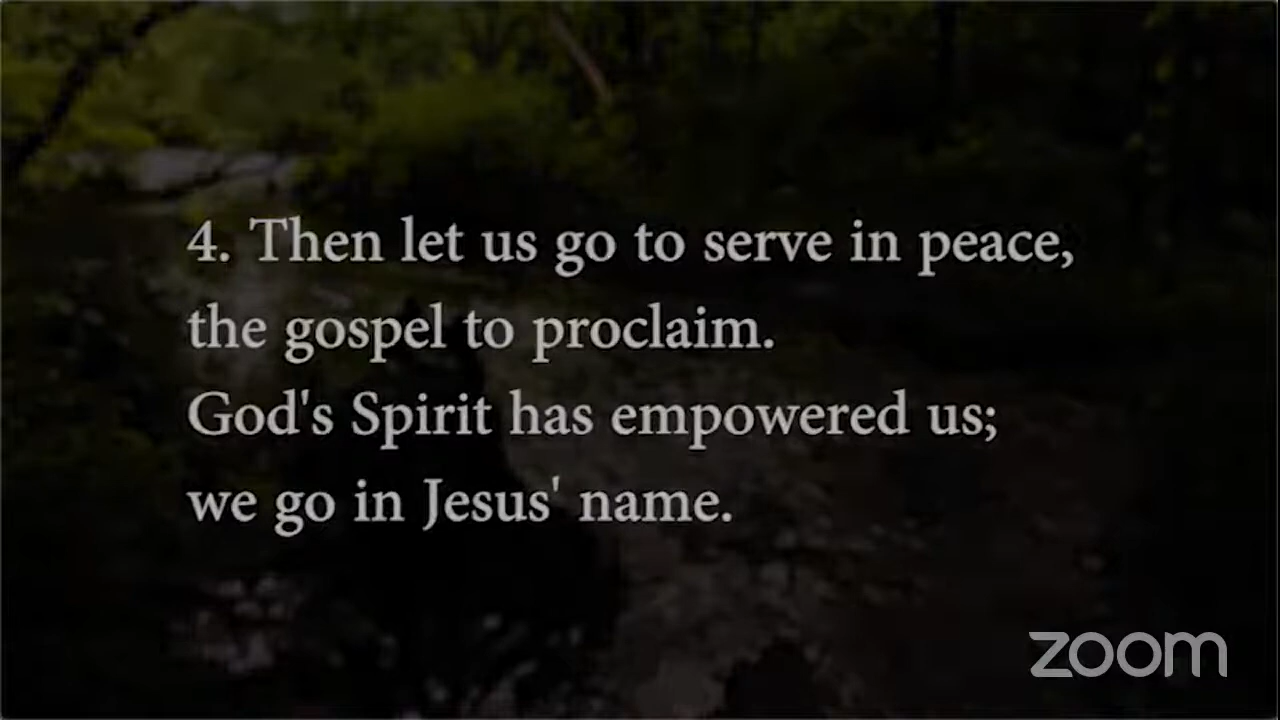 4. Then let us go to serve in peace,
the gospel to proclaim.
God's Spirit has empowered us;
we go in Jesus' name.
zoom